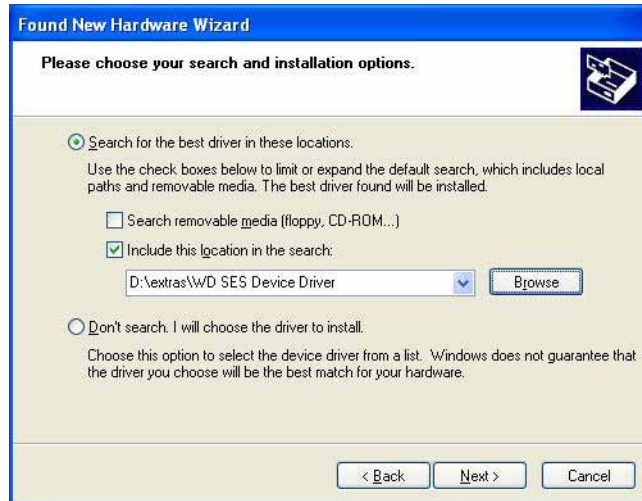 Found New Hardware Wizard
Please choose your search and installation options.
Search for the best driver in these locations.
Use the check boxes below to limit or expand the default search, which includes local
paths and removable media. The best driver found will be installed.
Search removable media (floppy, CD-ROM...)
Include this location in the search:
D:\extras\WD SES Device Driver
Browse
Don't search. I will choose the driver to install.
Choose this option to select the device driver from a list. Windows does not guarantee that
the driver you choose will be the best match for your hardware.
< Back Next > Cancel